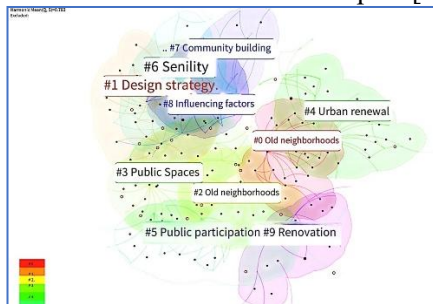 .. #7 Community building
#6 Senility
#1 Design strategy.
#8 Influencing factors
#4 Urban renewal
#0 Old neighborhoods
#3 Public Spaces
#2 Old neighborhoods
#5 Public participation #9 Renovation